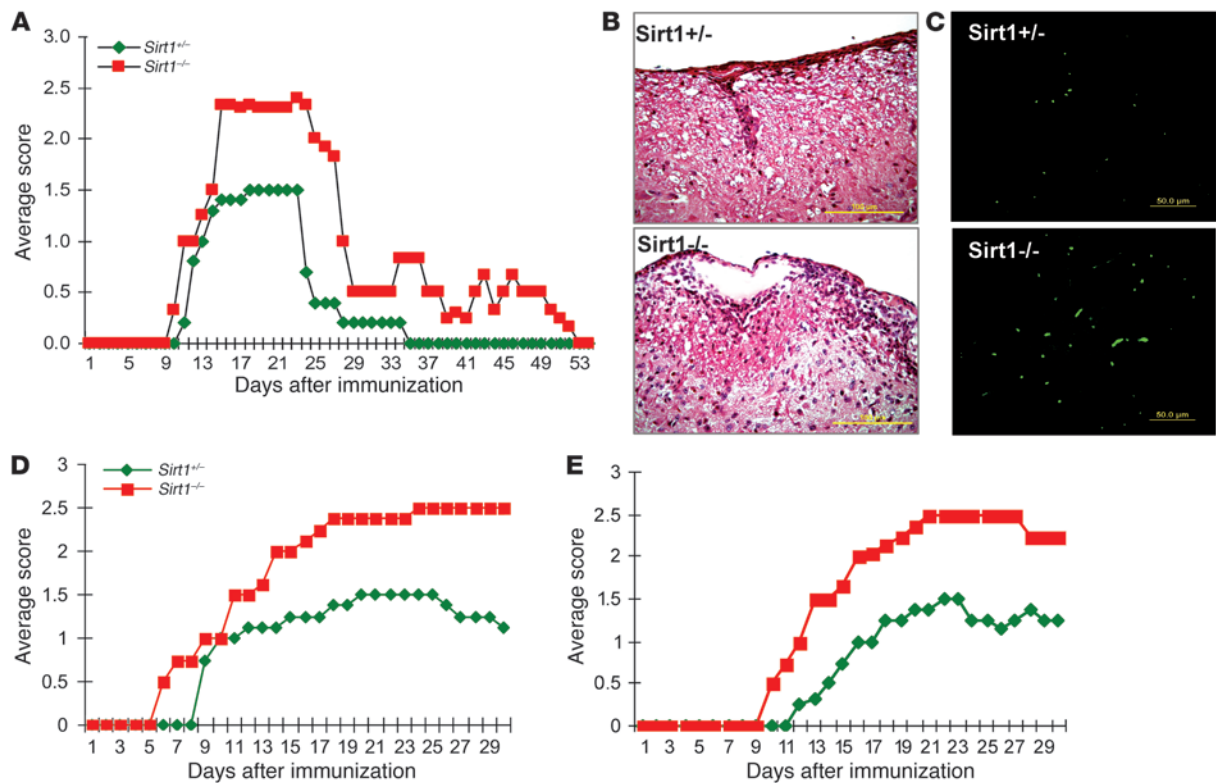 A
3.0
2.5
2.0
1.5
1.0
0.5
0.0
Average score
Sirt1+/-
Sirt1-/-
1 5 9 13 17 21 25 29 33 37 41 45 49 53
Days after immunization
B
Sirt1+/-
100 µm
Sirt1-/-
C
Sirt1+/-
50.0 µm
Sirt1-/-
50.0 µm
D
3
2.5
2
1.5
1
0.5
0
Average score
Sirt1+/-
Sirt1-/-
1 3 5 7 9 11 13 15 17 19 21 23 25 27 29
Days after immunization
E
3
2.5
2
1.5
1
0.5
0
Average score
1 3 5 7 9 11 13 15 17 19 21 23 25 27 29
Days after immunization